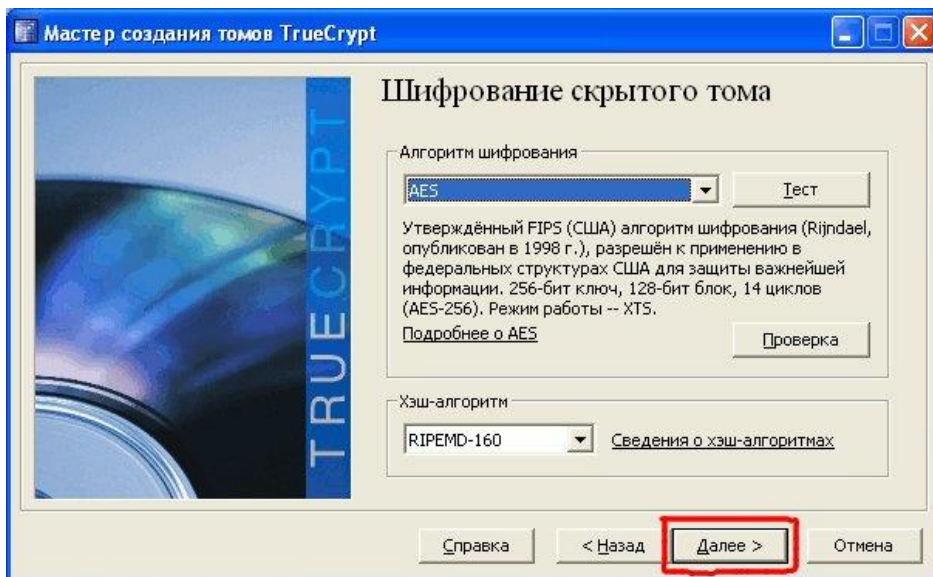 Мастер создания томов TrueCrypt
TRUECRYPT
Шифрование скрытого тома
Алгоритм шифрования
AES
Тест
Утверждённый FIPS (США) алгоритм шифрования (Rijndael,
опубликован в 1998 г.), разрешён к применению в
федеральных структурах США для защиты важнейшей
информации. 256-бит ключ, 128-бит блок, 14 циклов
(AES-256). Режим работы -- XTS.
Подробнее о AES
Проверка
Хэш-алгоритм
RIPEMD-160
Сведения о хэш-алгоритмах
Справка
< Назад
Далее >
Отмена